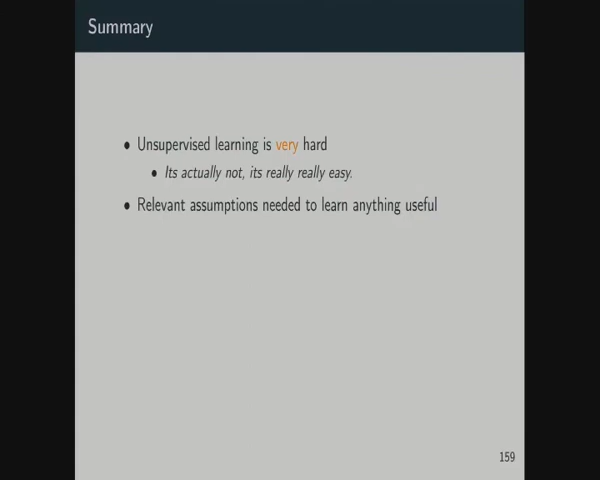 Summary
• Unsupervised learning is very hard
• Its actually not, its really really easy.
• Relevant assumptions needed to learn anything useful
159